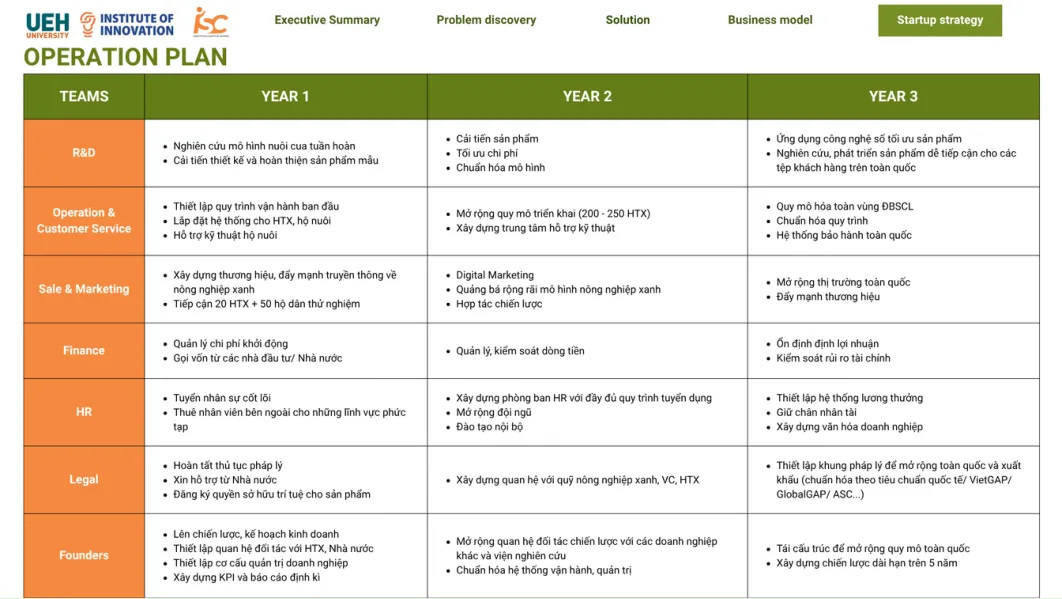 UEH
UNIVERSITY
INSTITUTE OF
INNOVATION
isc
Executive Summary
Problem discovery
Solution
Business model
Startup strategy
OPERATION PLAN
TEAMS
YEAR 1
YEAR 2
YEAR 3
R&D
• Nghiên cứu mô hình nuôi cua tuần hoàn
• Cải tiến thiết kế và hoàn thiện sản phẩm mẫu
• Cải tiến sản phẩm
• Tối ưu chi phí
• Chuẩn hóa mô hình
• Ứng dụng công nghệ số tối ưu sản phẩm
• Nghiên cứu, phát triển sản phẩm dễ tiếp cận cho các
tệp khách hàng trên toàn quốc
Operation &
Customer Service
• Thiết lập quy trình vận hành ban đầu
• Lắp đặt hệ thống cho HTX, hộ nuôi
• Hỗ trợ kỹ thuật hộ nuôi
• Mở rộng quy mô triển khai (200 - 250 HTX)
• Xây dựng trung tâm hỗ trợ kỹ thuật
• Quy mô hóa toàn vùng ĐBSCL
• Chuẩn hóa quy trình
• Hệ thống bảo hành toàn quốc
Sale & Marketing
• Xây dựng thương hiệu, đẩy mạnh truyền thông về
nông nghiệp xanh
• Tiếp cận 20 HTX + 50 hộ dân thử nghiệm
• Digital Marketing
• Quảng bá rộng rãi mô hình nông nghiệp xanh
• Hợp tác chiến lược
• Mở rộng thị trường toàn quốc
• Đẩy mạnh thương hiệu
Finance
• Quản lý chi phí khởi động
• Gọi vốn từ các nhà đầu tư/ Nhà nước
• Quản lý, kiểm soát dòng tiền
• Ổn định định lợi nhuận
• Kiểm soát rủi ro tài chính
HR
• Tuyển nhân sự cốt lõi
• Thuê nhân viên bên ngoài cho những lĩnh vực phức
tạp
• Xây dựng phòng ban HR với đầy đủ quy trình tuyển dụng
• Mở rộng đội ngũ
• Đào tạo nội bộ
• Thiết lập hệ thống lương thưởng
• Giữ chân nhân tài
• Xây dựng văn hóa doanh nghiệp
Legal
• Hoàn tất thủ tục pháp lý
• Xin hỗ trợ từ Nhà nước
• Đăng ký quyền sở hữu trí tuệ cho sản phẩm
• Xây dựng quan hệ với quỹ nông nghiệp xanh, VC, HTX
• Thiết lập khung pháp lý để mở rộng toàn quốc và xuất
khẩu (chuẩn hóa theo tiêu chuẩn quốc tế/ VietGAP/
GlobalGAP/ ASC...)
Founders
• Lên chiến lược, kế hoạch kinh doanh
• Thiết lập quan hệ đối tác với HTX, Nhà nước
• Thiết lập cơ cấu quản trị doanh nghiệp
• Xây dựng KPI và báo cáo định kì
• Mở rộng quan hệ đối tác chiến lược với các doanh nghiệp
khác và viện nghiên cứu
• Chuẩn hóa hệ thống vận hành, quản trị
• Tái cấu trúc để mở rộng quy mô toàn quốc
• Xây dựng chiến lược dài hạn trên 5 năm